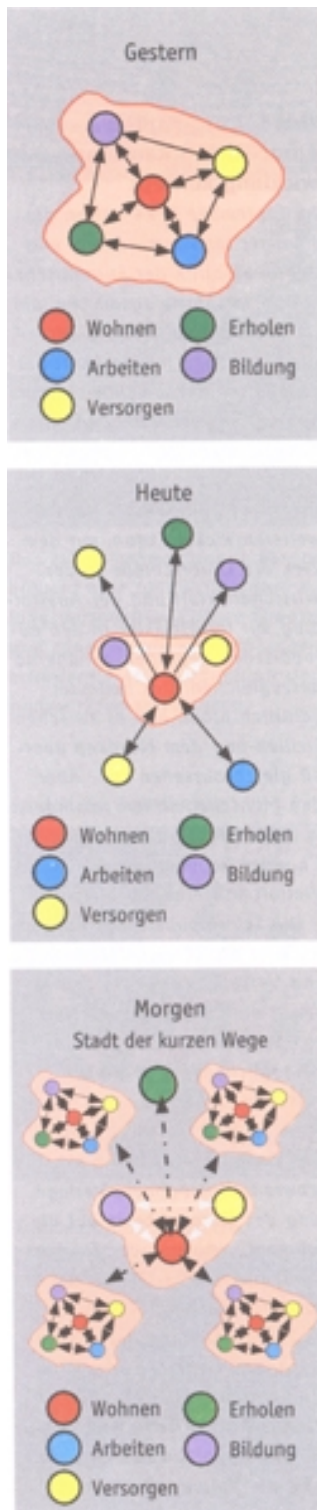 Gestern
Wohnen Erholen
Arbeiten Bildung
Versorgen
Heute
Wohnen Erholen
Arbeiten Bildung
Versorgen
Morgen
Stadt der kurzen Wege
Wohnen Erholen
Arbeiten Bildung
Versorgen